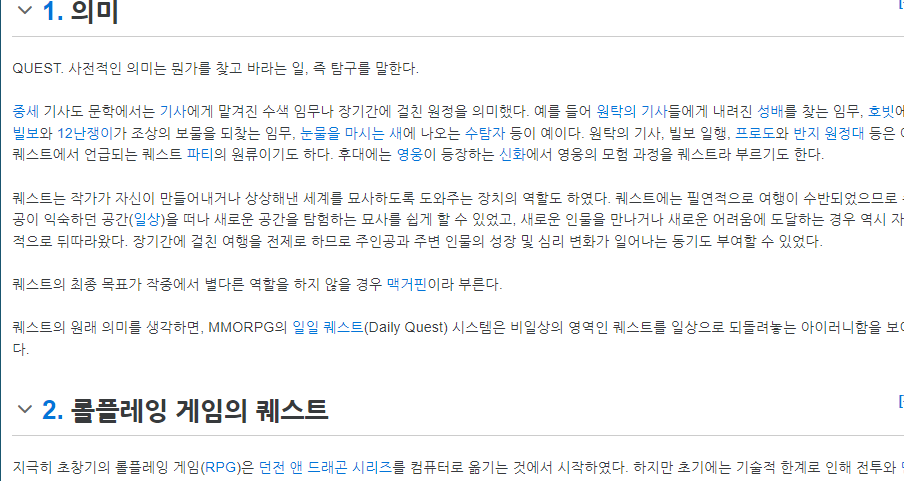 1. 의미
QUEST. 사전적인 의미는 뭔가를 찾고 바라는 일, 즉 탐구를 말한다.
중세 기사도 문학에서는 기사에게 맡겨진 수색 임무나 장기간에 걸친 원정을 의미했다. 예를 들어 원탁의 기사들에게 내려진 성배를 찾는 임무, 호빗에
빌보와 12난쟁이가 조상의 보물을 되찾는 임무, 눈물을 마시는 새에 나오는 수탐자 등이 예이다. 원탁의 기사, 빌보 일행, 프로도와 반지 원정대 등은
퀘스트에서 언급되는 퀘스트 파티의 원류이기도 하다. 후대에는 영웅이 등장하는 신화에서 영웅의 모험 과정을 퀘스트라 부르기도 한다.
퀘스트는 작가가 자신이 만들어내거나 상상해낸 세계를 묘사하도록 도와주는 장치의 역할도 하였다. 퀘스트에는 필연적으로 여행이 수반되었으므로
공이 익숙하던 공간(일상)을 떠나 새로운 공간을 탐험하는 묘사를 쉽게 할 수 있었고, 새로운 인물을 만나거나 새로운 어려움에 도달하는 경우 역시 자
적으로 뒤따라왔다. 장기간에 걸친 여행을 전제로 하므로 주인공과 주변 인물의 성장 및 심리 변화가 일어나는 동기도 부여할 수 있었다.
퀘스트의 최종 목표가 작중에서 별다른 역할을 하지 않을 경우 맥거핀이라 부른다.
퀘스트의 원래 의미를 생각하면, MMORPG의 일일 퀘스트(Daily Quest) 시스템은 비일상의 영역인 퀘스트를 일상으로 되돌려놓는 아이러니함을 보여
다.
2. 롤플레잉 게임의 퀘스트
지극히 초창기의 롤플레잉 게임(RPG)은 던전 앤 드래곤 시리즈를 컴퓨터로 옮기는 것에서 시작하였다. 하지만 초기에는 기술적 한계로 인해 전투와